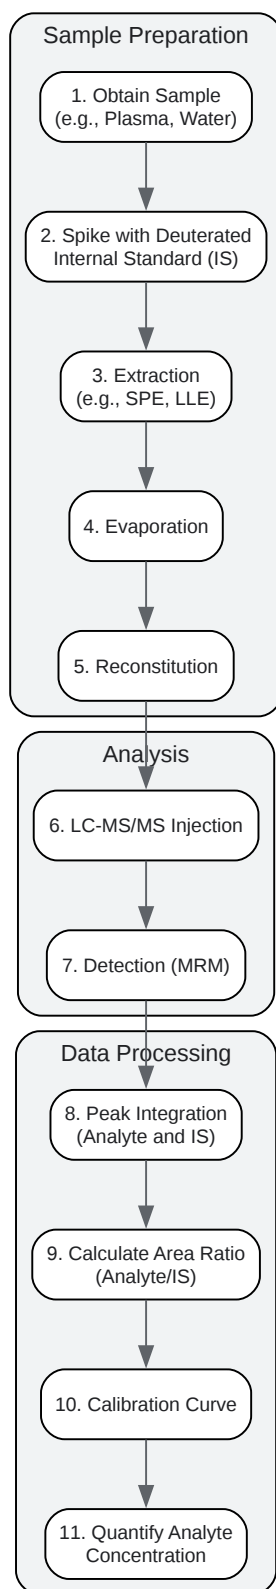 Sample Preparation
1. Obtain Sample
(e.g., Plasma, Water)
2. Spike with Deuterated
Internal Standard (IS)
3. Extraction
(e.g., SPE, LLE)
4. Evaporation
5. Reconstitution
Analysis
6. LC-MS/MS Injection
7. Detection (MRM)
Data Processing
8. Peak Integration
(Analyte and IS)
9. Calculate Area Ratio
(Analyte/IS)
10. Calibration Curve
11. Quantify Analyte
Concentration